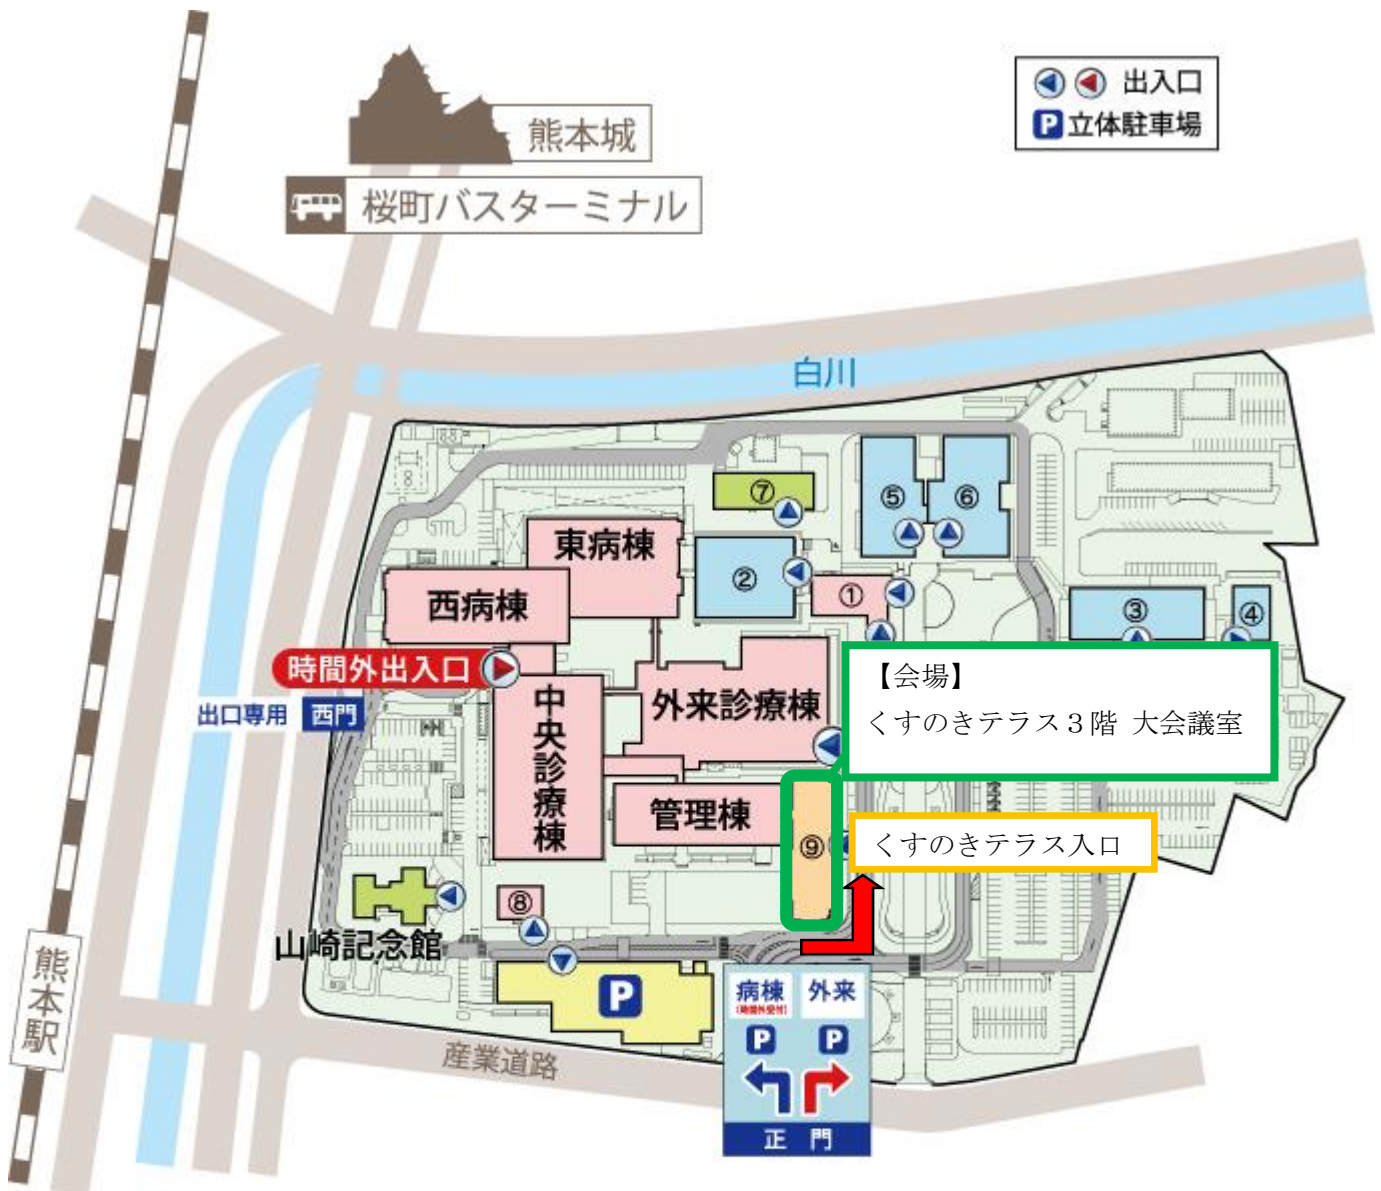 出入口
P 立体駐車場
熊本城
桜町バスターミナル
白川
⑦
⑤
⑥
東病棟
②
①
③
④
西病棟
時間外出入口
出口専用 西門
中央診療棟
外来診療棟
【会場】
くすのきテラス３階 大会議室
管理棟
⑨
くすのきテラス入口
⑧
山崎記念館
P
熊本駅
産業道路
病棟 外来
(時間外受付)
P P
正門